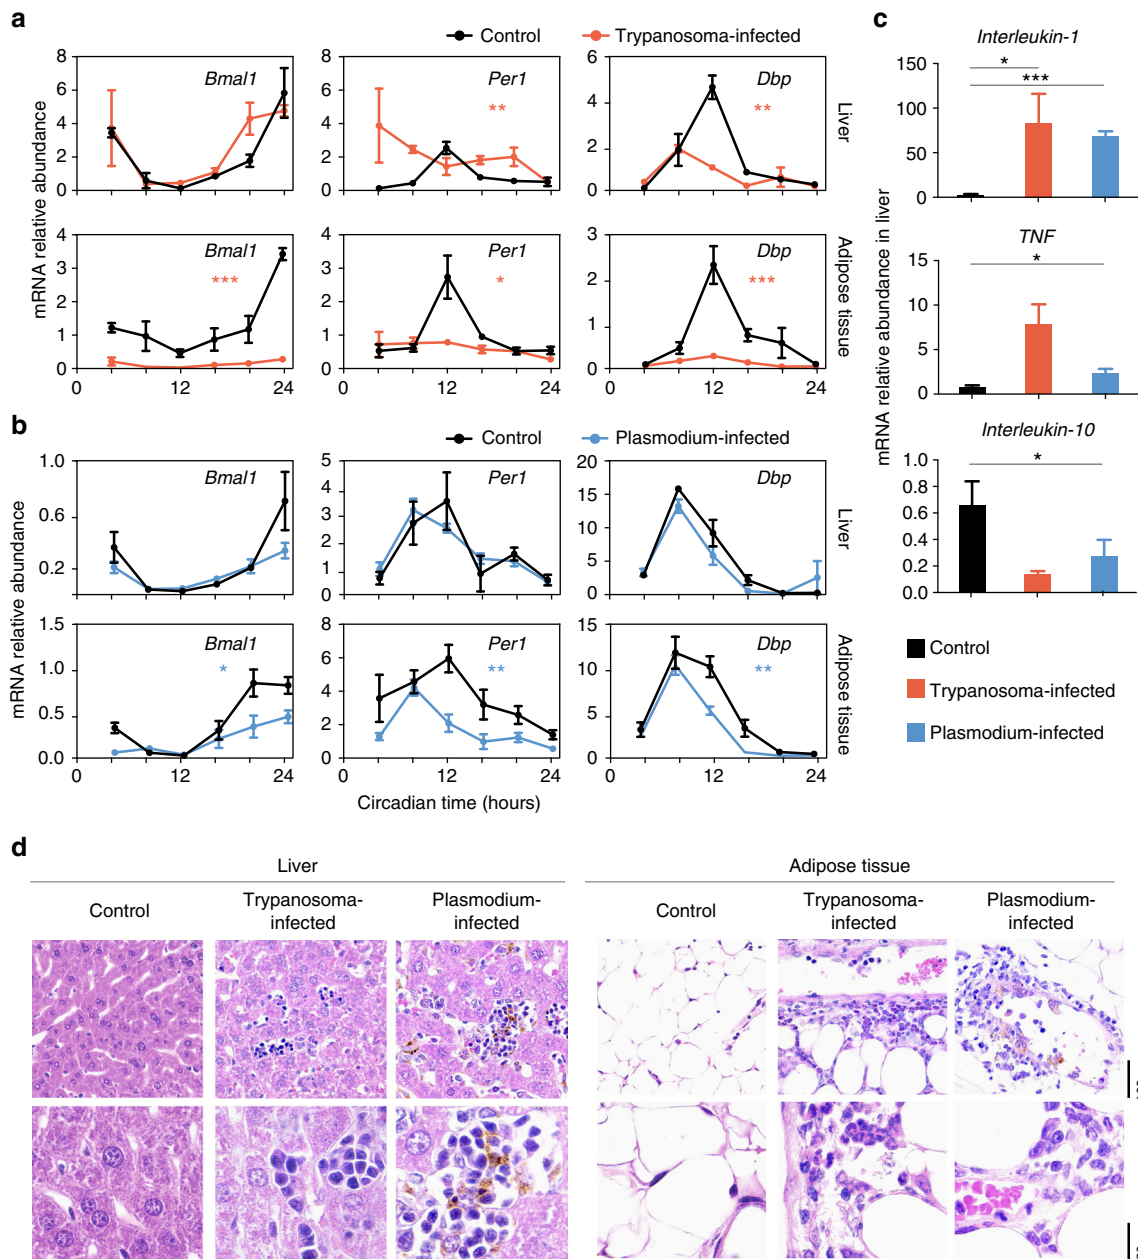 a
Control
Trypanosoma-infected
mRNA relative abundance
8
6
4
2
0
Bmal1
8
6
4
2
0
Per1
**
6
4
2
0
Dbp
**
Liver
4
3
2
1
0
Bmal1
***
0
12
24
4
3
2
1
0
Per1
*
0
12
24
3
2
1
0
Dbp
***
0
12
24
Adipose tissue
b
Control
Plasmodium-infected
mRNA relative abundance
1.0
0.6
0.2
Bmal1
5
4
3
2
1
0
Per1
20
15
10
5
0
Dbp
Liver
1.5
1.0
0.5
0.0
Bmal1
*
0
12
24
8
6
4
2
0
Per1
**
0
12
24
15
10
5
0
Dbp
**
0
12
24
Adipose tissue
Circadian time (hours)
c
mRNA relative abundance in liver
Interleukin-1
*
***
150
100
50
0
TNF
*
15
10
5
0
Interleukin-10
*
1.0
0.8
0.6
0.4
0.2
0.0
Control
Trypanosoma-infected
Plasmodium-infected
d
Liver
Control
Trypanosoma-
infected
Plasmodium-
infected
Adipose tissue
Control
Trypanosoma-
infected
Plasmodium-
infected